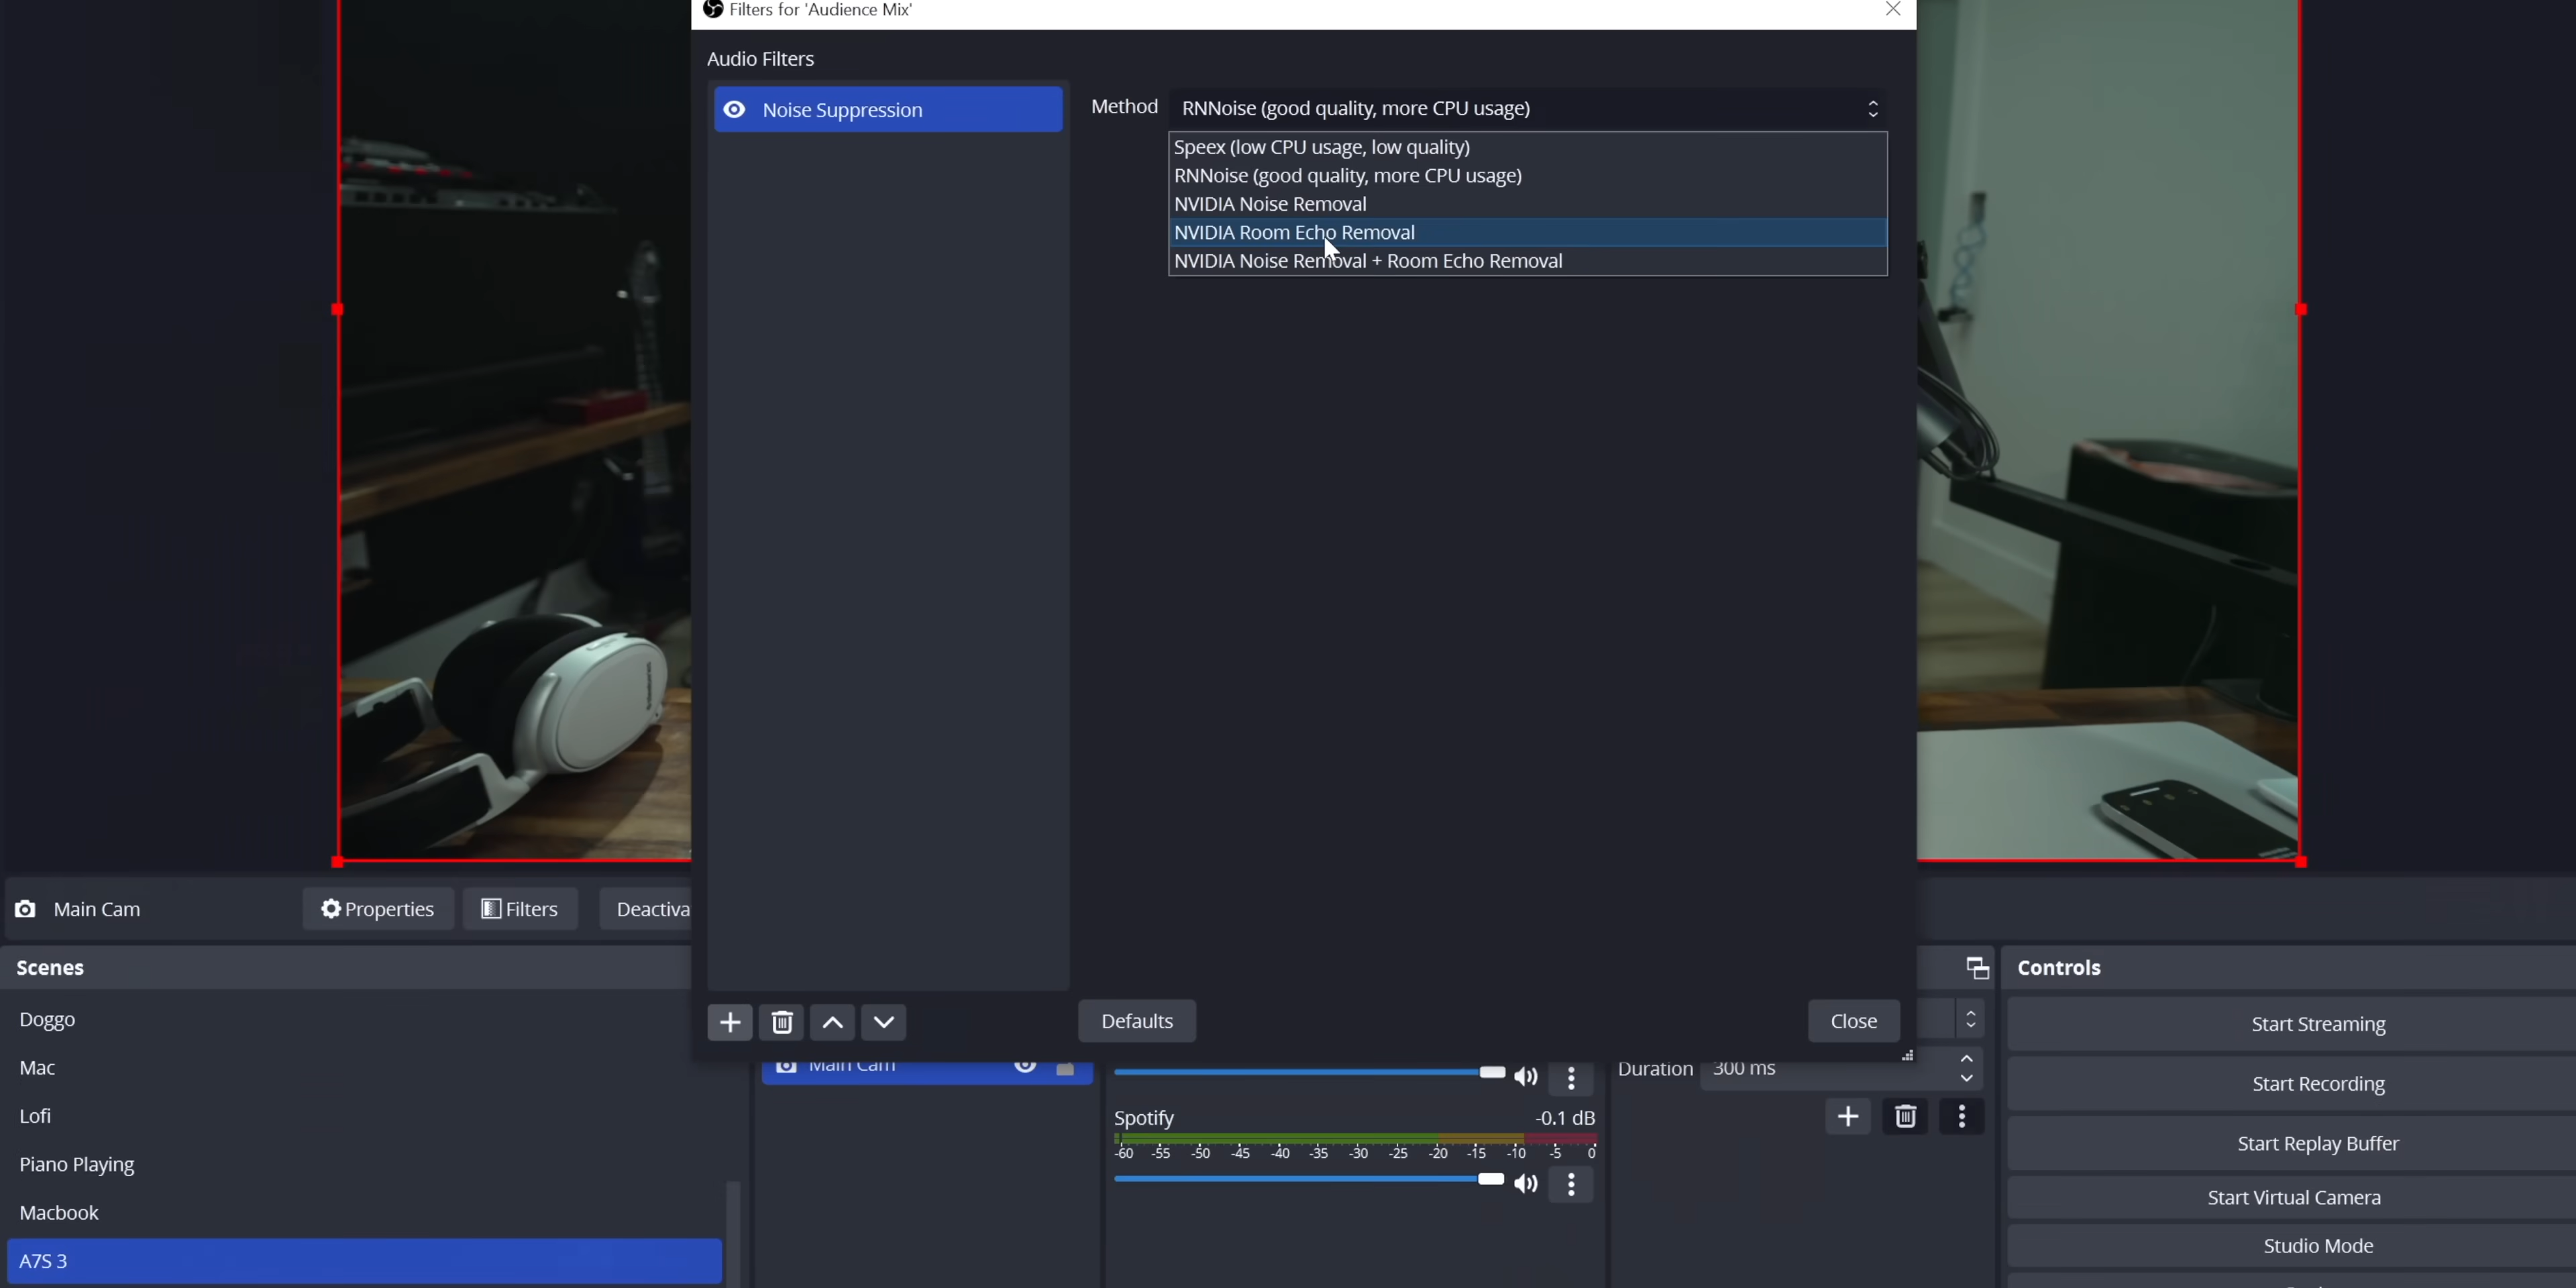 Filters for 'Audience Mix'
Audio Filters
Noise Suppression
Method
RNNoise (good quality, more CPU usage)
Speex (low CPU usage, low quality)
RNNoise (good quality, more CPU usage)
NVIDIA Noise Removal
NVIDIA Room Echo Removal
NVIDIA Noise Removal + Room Echo Removal
Main Cam
Properties
Filters
Deactiva
Defaults
Close
Scenes
Doggo
Mac
Lofi
Piano Playing
Macbook
A7S 3
Main Cam
Spotify
-0.1 dB
-60 -55 -50 -45 -40 -35 -30 -25 -20 -15 -10 -5 0
Duration
300 ms
Controls
Start Streaming
Start Recording
Start Replay Buffer
Start Virtual Camera
Studio Mode